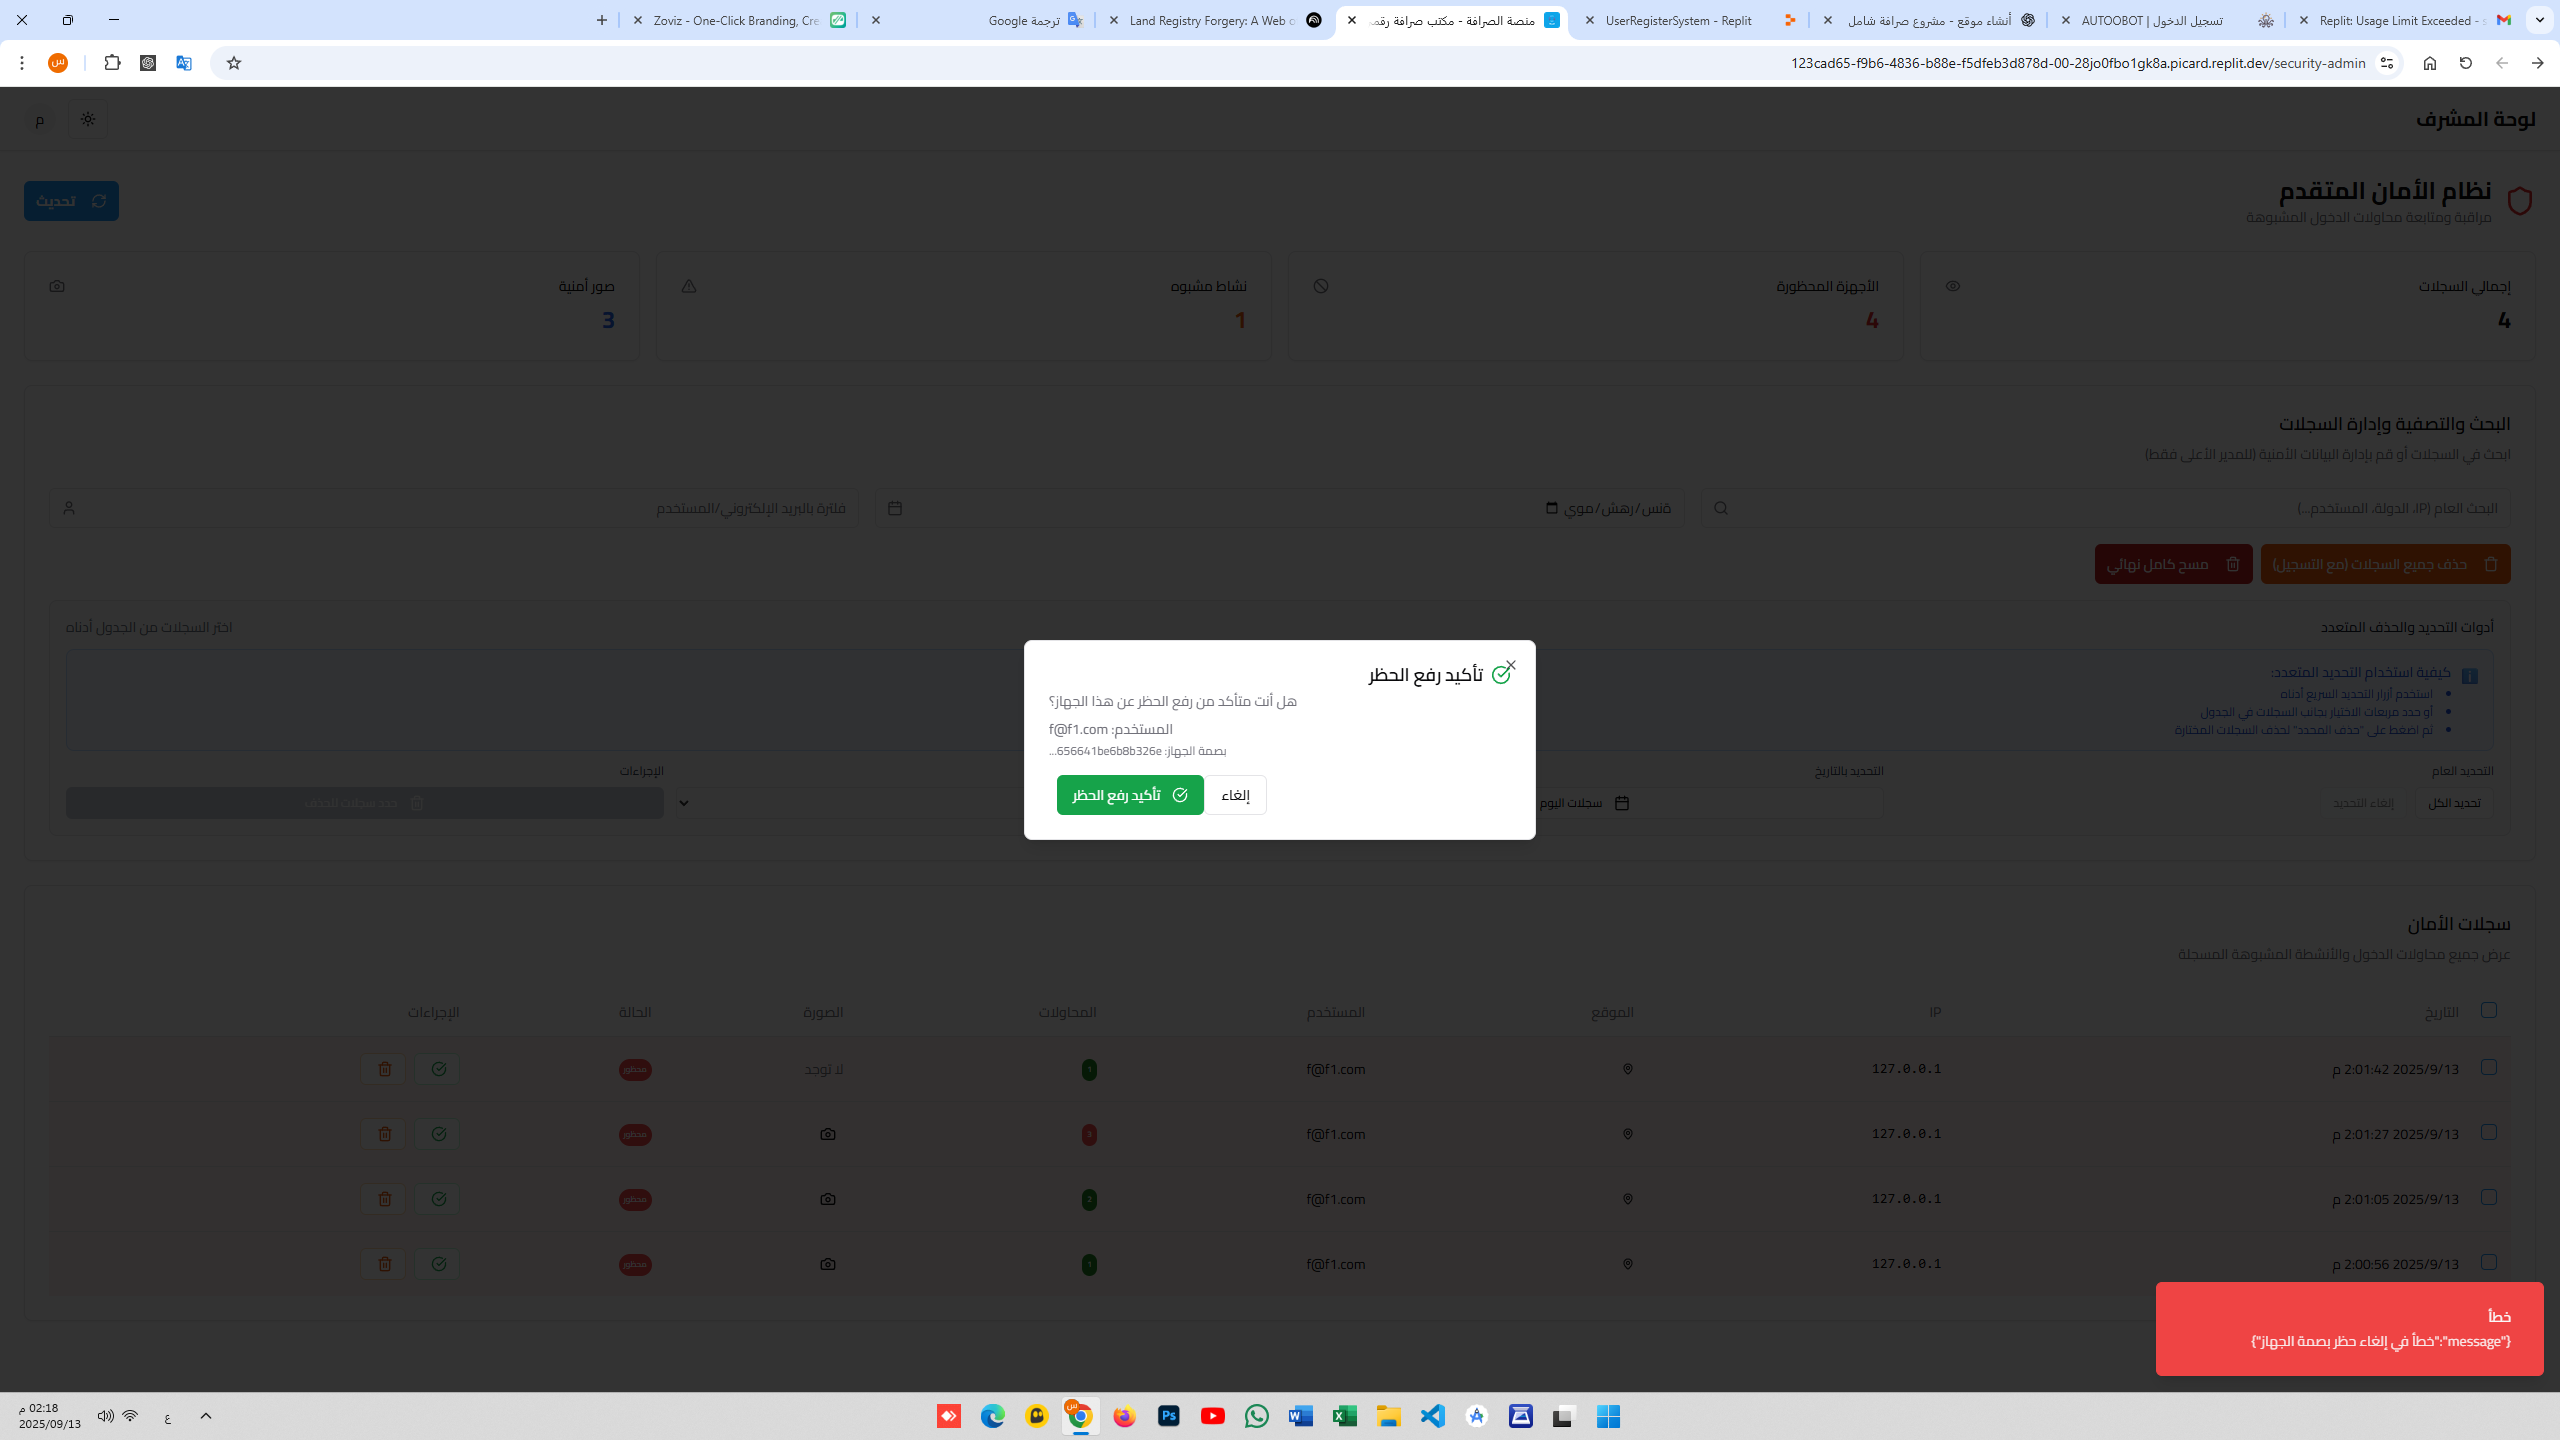 Replit: Usage Limit Exceeded - s
تسجيل الدخول | AUTOOBOT
أنشاء موقع - مشروع صرافة شامل
UserRegisterSystem - Replit
منصة الصرافة - مكتب صرافة رقمي
Land Registry Forgery: A Web o
ترجمة Google
Zoviz - One-Click Branding, Cre
123cad65-f9b6-4836-b88e-f5dfeb3d878d-00-28jo0fbo1gk8a.picard.replit.dev/security-admin
س
لوحة المشرف
م
نظام الأمان المتقدم
مراقبة ومتابعة محاولات الدخول المشبوهة
تحديث
إجمالي السجلات
4
الأجهزة المحظورة
4
نشاط مشبوه
1
صور أمنية
3
البحث والتصفية وإدارة السجلات
ابحث في السجلات أو قم بإدارة البيانات الأمنية (للمدير الأعلى فقط)
البحث العام (IP، الدولة، المستخدم...)
ةنس/رهش/موي
فلترة بالبريد الإلكتروني/المستخدم
حذف جميع السجلات (مع التسجيل)
مسح كامل نهائي
أدوات التحديد والحذف المتعدد
اختر السجلات من الجدول أدناه
كيفية استخدام التحديد المتعدد:
استخدم أزرار التحديد السريع أدناه
أو حدد مربعات الاختيار بجانب السجلات في الجدول
ثم اضغط على "حذف المحدد" لحذف السجلات المختارة
التحديد العام
التحديد بالتاريخ
الإجراءات
تحديد الكل
إلغاء التحديد
سجلات اليوم
حدد سجلات للحذف
تأكيد رفع الحظر
هل أنت متأكد من رفع الحظر عن هذا الجهاز؟
المستخدم: f@f1.com
بصمة الجهاز: 656641be6b8b326e...
إلغاء
تأكيد رفع الحظر
سجلات الأمان
عرض جميع محاولات الدخول والأنشطة المشبوهة المسجلة
التاريخ IP الموقع المستخدم المحاولات الصورة الحالة الإجراءات
2025/9/13 2:01:42 م 127.0.0.1 f@f1.com 1 لا توجد محظور
2025/9/13 2:01:27 م 127.0.0.1 f@f1.com 3 محظور
2025/9/13 2:01:05 م 127.0.0.1 f@f1.com 2 محظور
2025/9/13 2:00:56 م 127.0.0.1 f@f1.com 1 محظور
خطأ
{"message":"خطأ في إلغاء حظر بصمة الجهاز"}
02:18 م
2025/09/13
ع
س
Ps